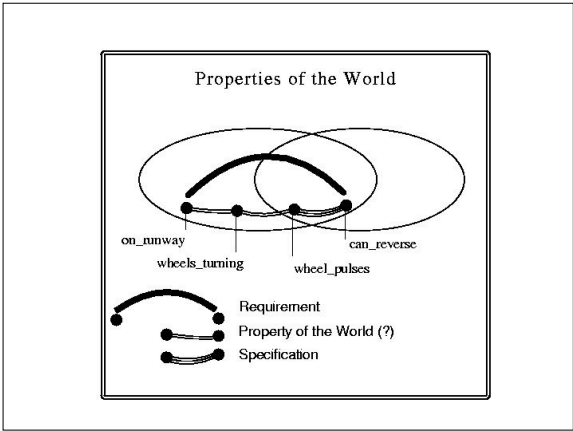 Properties of the World
on_runway
wheels_turning
wheel_pulses
can_reverse
Requirement
Property of the World (?)
Specification